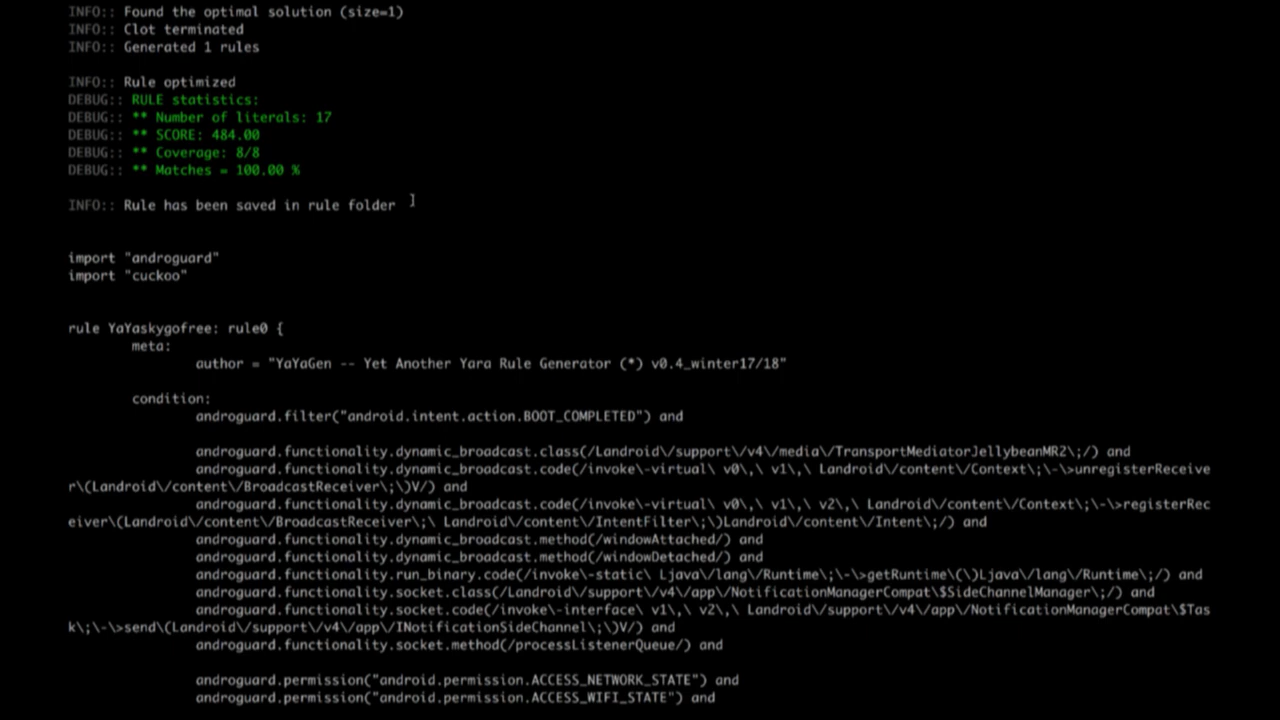 INFO:: Found the optimal solution (size=1)
INFO:: Clot terminated
INFO:: Generated 1 rules
INFO:: Rule optimized
DEBUG:: RULE statistics:
DEBUG:: ** Number of literals: 17
DEBUG:: ** SCORE: 484.00
DEBUG:: ** Coverage: 8/8
DEBUG:: ** Matches = 100.00 %
INFO:: Rule has been saved in rule folder
import "androguard"
import "cuckoo"
rule YaYaskygofree: rule0 {
meta:
author = "YaYaGen -- Yet Another Yara Rule Generator (*) v0.4_winter17/18"
condition:
androguard.filter("android.intent.action.BOOT_COMPLETED") and
androguard.functionality.dynamic_broadcast.class(/Landroid\/support\/v4\/media\/TransportMediatorJellybeanMR2\;/) and
androguard.functionality.dynamic_broadcast.code(/invoke\-virtual\ v0\,\ v1\,\ Landroid\/content\/Context\;\-\>unregisterReceive
r\(Landroid\/content\/BroadcastReceiver\;\)V/) and
androguard.functionality.dynamic_broadcast.code(/invoke\-virtual\ v0\,\ v1\,\ v2\,\ Landroid\/content\/Context\;\-\>registerRec
eiver\(Landroid\/content\/BroadcastReceiver\;\ Landroid\/content\/IntentFilter\;\)Landroid\/content\/Intent\;/) and
androguard.functionality.dynamic_broadcast.method(/windowAttached/) and
androguard.functionality.dynamic_broadcast.method(/windowDetached/) and
androguard.functionality.run_binary.code(/invoke\-static\ Ljava\/lang\/Runtime\;\-\>getRuntime\(\)Ljava\/lang\/Runtime\;/) and
androguard.functionality.socket.class(/Landroid\/support\/v4\/app\/NotificationManagerCompat\$SideChannelManager\;/) and
androguard.functionality.socket.code(/invoke\-interface\ v1\,\ v2\,\ Landroid\/support\/v4\/app\/NotificationManagerCompat\$Tas
k\;\-\>send\(Landroid\/support\/v4\/app\/INotificationSideChannel\;\)V/) and
androguard.functionality.socket.method(/processListenerQueue/) and
androguard.permission("android.permission.ACCESS_NETWORK_STATE") and
androguard.permission("android.permission.ACCESS_WIFI_STATE") and